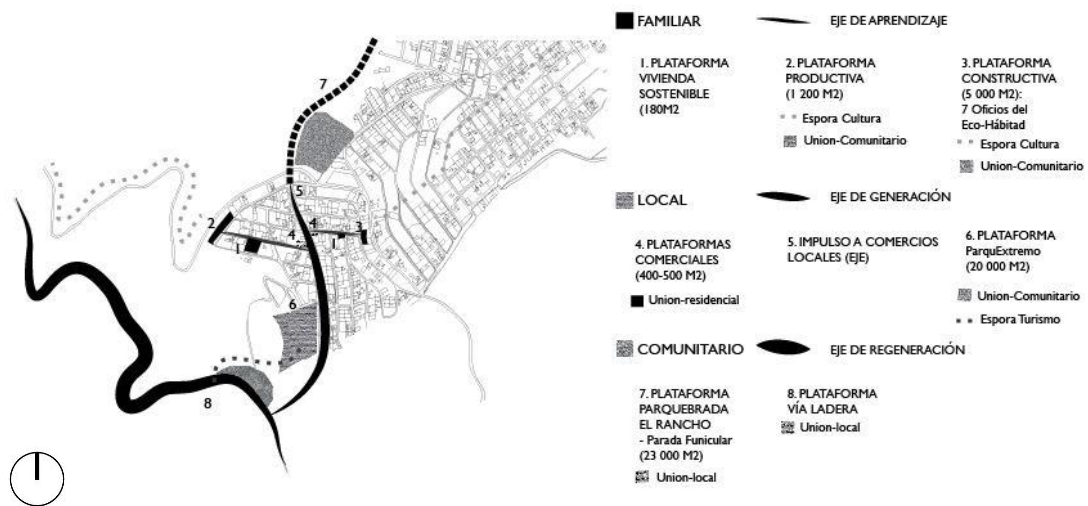 7
5
2
4
4
3
1
1
6
8
FAMILIAR
EJE DE APRENDIZAJE
1. PLATAFORMA
VIVIENDA
SOSTENIBLE
(180M2
2. PLATAFORMA
PRODUCTIVA
(1 200 M2)
Espora Cultura
Union-Comunitario
3. PLATAFORMA
CONSTRUCTIVA
(5 000 M2):
7 Oficios del
Eco-Hábitad
Espora Cultura
Union-Comunitario
LOCAL
EJE DE GENERACIÓN
4. PLATAFORMAS
COMERCIALES
(400-500 M2)
Union-residencial
5. IMPULSO A COMERCIOS
LOCALES (EJE)
6. PLATAFORMA
ParquExtremo
(20 000 M2)
Union-Comunitario
Espora Turismo
COMUNITARIO
EJE DE REGENERACIÓN
7. PLATAFORMA
PARQUEBRADA
EL RANCHO
- Parada Funicular
(23 000 M2)
Union-local
8. PLATAFORMA
VÍA LADERA
Union-local